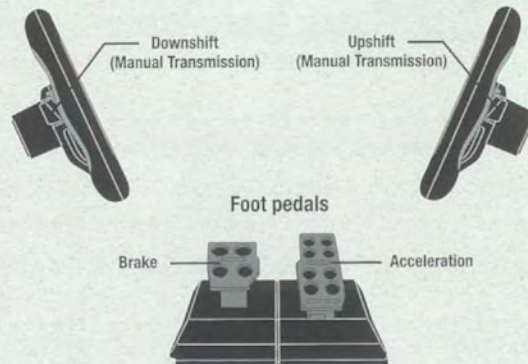 Downshift
(Manual Transmission)
Upshift
(Manual Transmission)
Foot pedals
Brake
Acceleration